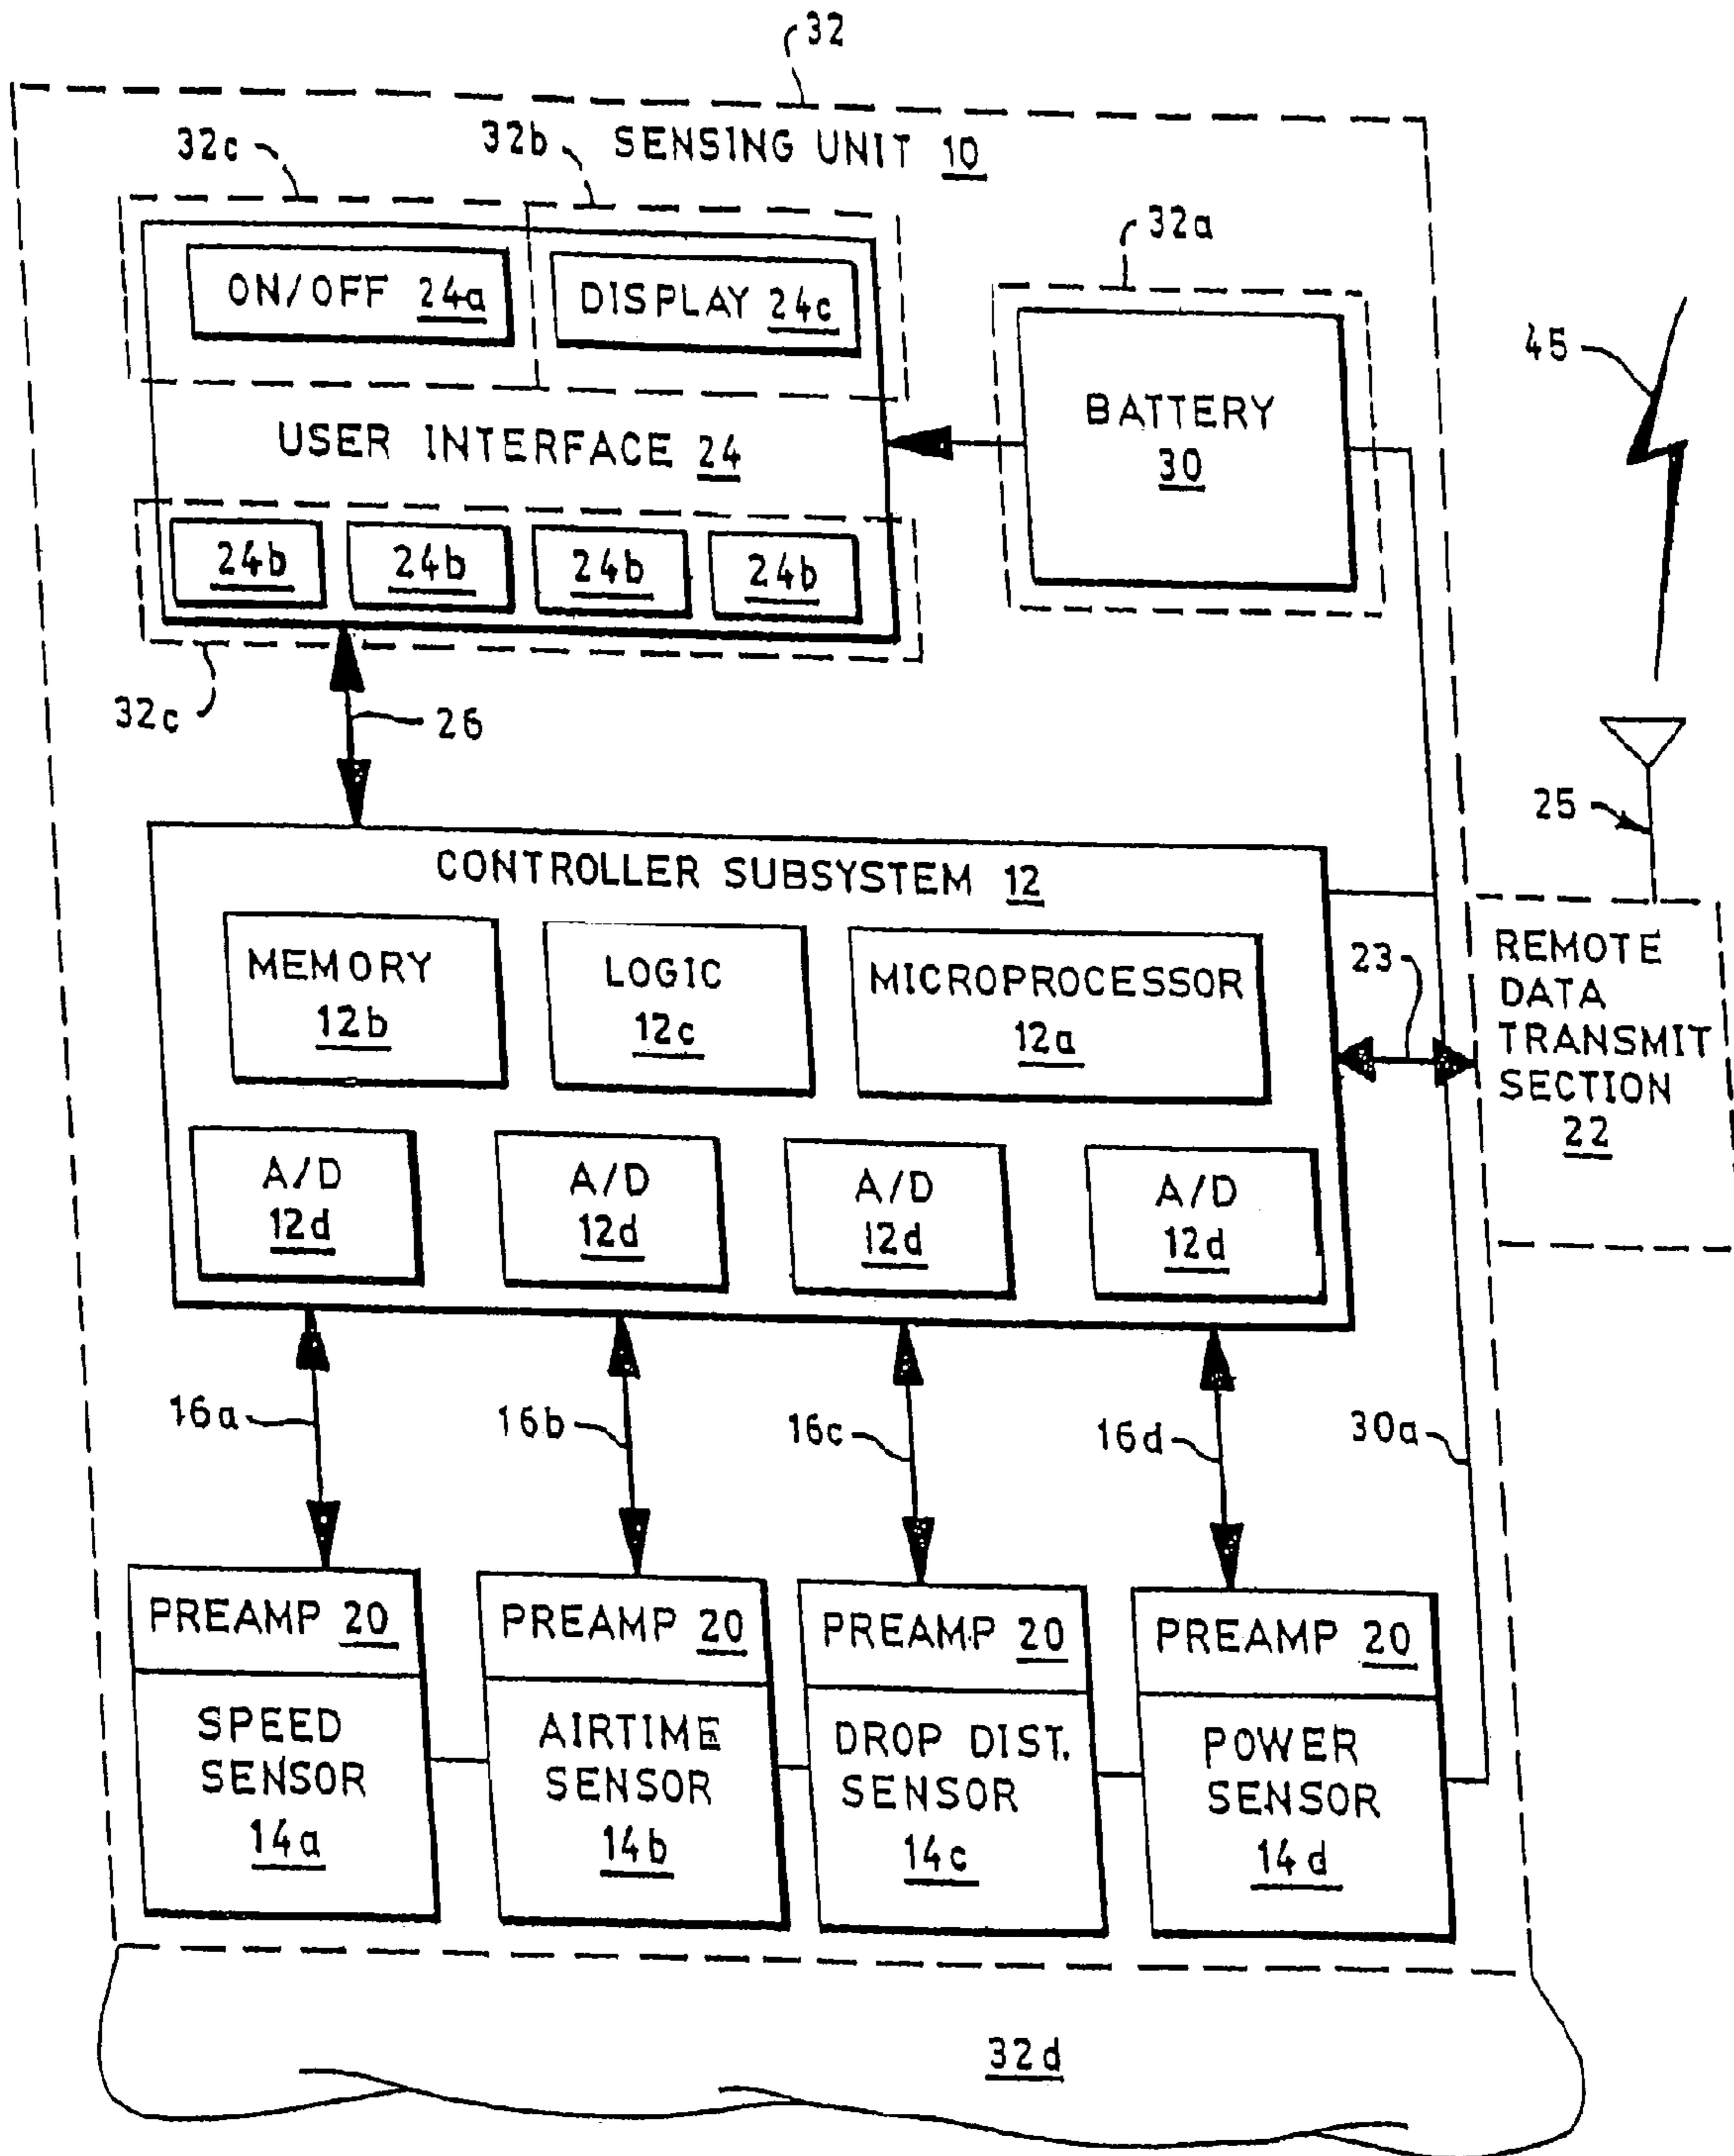 32
SENSING UNIT 10
32c
32b
32a
ON/OFF 24a
DISPLAY 24c
45
BATTERY
30
USER INTERFACE 24
24b
24b
24b
24b
32c
26
25
CONTROLLER SUBSYSTEM 12
MEMORY
12b
LOGIC
12c
MICROPROCESSOR
12a
23
REMOTE
DATA
TRANSMIT
SECTION
22
A/D
12d
A/D
12d
A/D
12d
A/D
12d
16a
16b
16c
16d
30a
PREAMP 20
PREAMP 20
PREAMP 20
PREAMP 20
SPEED
SENSOR
14a
AIRTIME
SENSOR
14b
DROP DIST.
SENSOR
14c
POWER
SENSOR
14d
32d